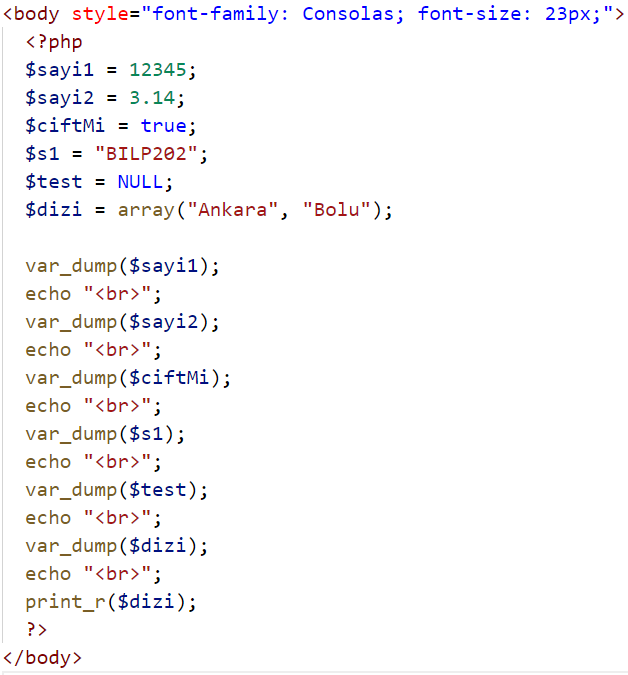 <body style="font-family: Consolas; font-size: 23px;">
<?php
$sayi1 = 12345;
$sayi2 = 3.14;
$ciftMi = true;
$s1 = "BILP202";
$test = NULL;
$dizi = array("Ankara", "Bolu");
var_dump($sayi1);
echo "<br>";
var_dump($sayi2);
echo "<br>";
var_dump($ciftMi);
echo "<br>";
var_dump($s1);
echo "<br>";
var_dump($test);
echo "<br>";
var_dump($dizi);
echo "<br>";
print_r($dizi);
?>
</body>